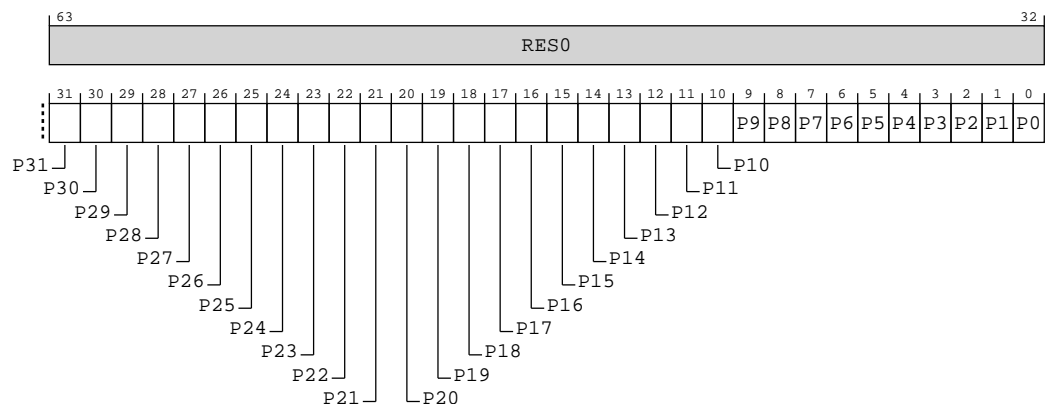 63 32
RES0
31 30 29 28 27 26 25 24 23 22 21 20 19 18 17 16 15 14 13 12 11 10 9 8 7 6 5 4 3 2 1 0
P9 P8 P7 P6 P5 P4 P3 P2 P1 P0
P31 P10
P30 P11
P29 P12
P28 P13
P27 P14
P26 P15
P25 P16
P24 P17
P23 P18
P22 P19
P21 P20